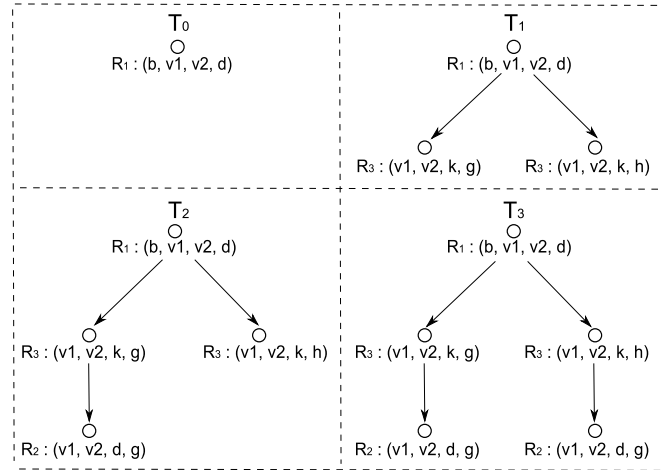 T0
R1 : (b, v1, v2, d)
T1
R1 : (b, v1, v2, d)
R3 : (v1, v2, k, g)
R3 : (v1, v2, k, h)
T2
R1 : (b, v1, v2, d)
R3 : (v1, v2, k, g)
R3 : (v1, v2, k, h)
R2 : (v1, v2, d, g)
T3
R1 : (b, v1, v2, d)
R3 : (v1, v2, k, g)
R3 : (v1, v2, k, h)
R2 : (v1, v2, d, g)
R2 : (v1, v2, d, g)